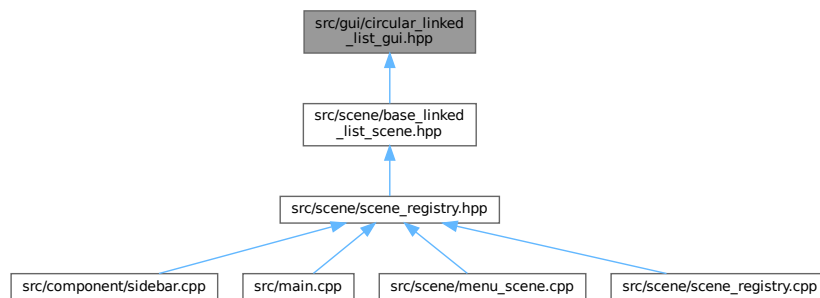 src/gui/circular_linked
_list_gui.hpp
src/scene/base_linked
_list_scene.hpp
src/scene/scene_registry.hpp
src/component/sidebar.cpp
src/main.cpp
src/scene/menu_scene.cpp
src/scene/scene_registry.cpp